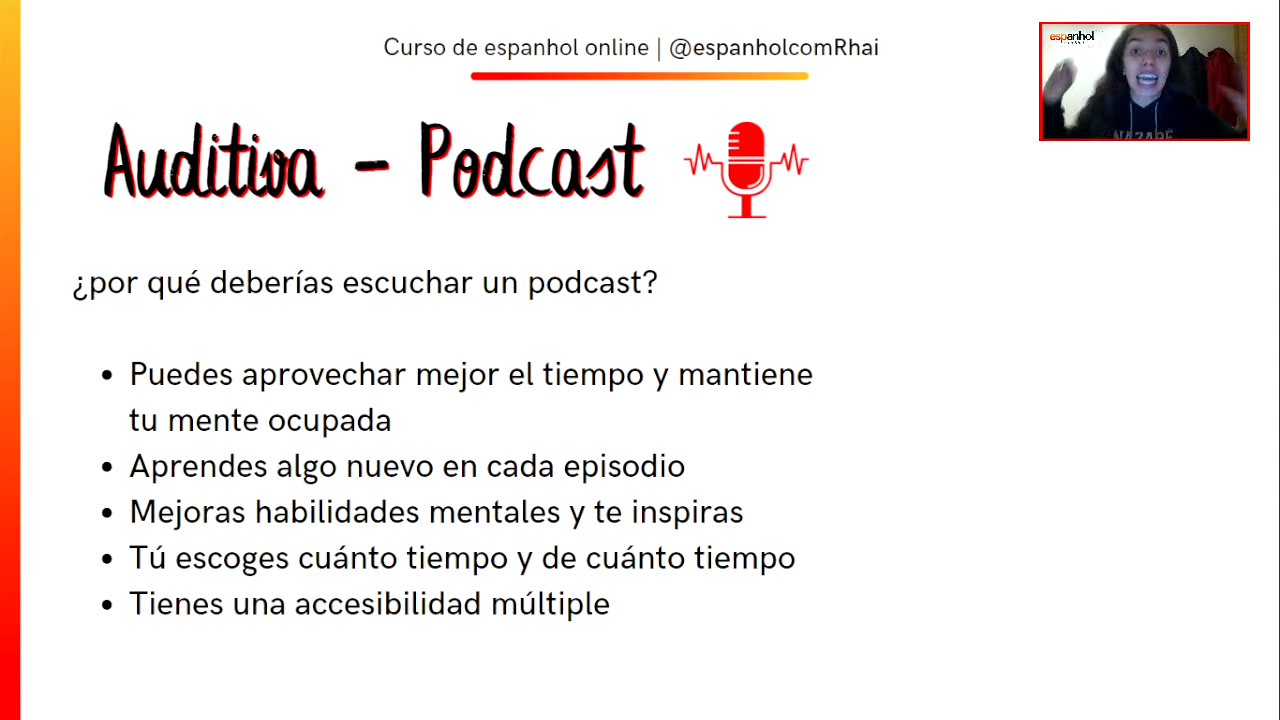 Curso de espanhol online | @espanholcomRhai
espanhol
Auditiva - Podcast
NAZARÉ
¿por qué deberías escuchar un podcast?
• Puedes aprovechar mejor el tiempo y mantiene
tu mente ocupada
• Aprendes algo nuevo en cada episodio
• Mejoras habilidades mentales y te inspiras
• Tú escoges cuánto tiempo y de cuánto tiempo
• Tienes una accesibilidad múltiple